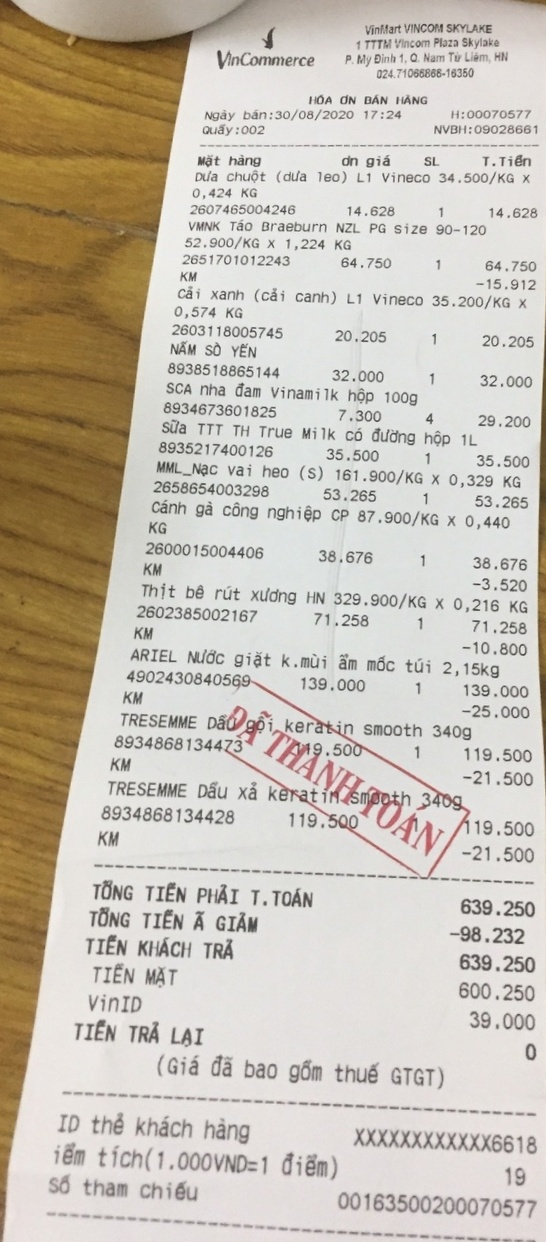 VinCommerce
VinMart VINCOM SKYLAKE
1 TTTM Vincom Plaza Skylake
P. Mỹ Đình 1, Q. Nam Từ Liêm, HN
024.71066866-16350
HÓA ƠN BÁN HÀNG
Ngày bán:30/08/2020 17:24 H:00070577
Quầy:002 NVBH:09028661
Mặt hàng ơn giá SL T.Tiền
Dưa chuột (dưa leo) L1 Vineco 34.500/KG X
0,424 KG
2607465004246 14.628 1 14.628
VMNK Táo Braeburn NZL PG size 90-120
52.900/KG X 1,224 KG
2651701012243 64.750 1 64.750
KM -15.912
Cải xanh (cải canh) L1 Vineco 35.200/KG X
0,574 KG
2603118005745 20.205 1 20.205
NẤM SÒ YẾN
8938518865144 32.000 1 32.000
SCA nha đam Vinamilk hộp 100g
8934673601825 7.300 4 29.200
Sữa TTT TH True Milk có đường hộp 1L
8935217400126 35.500 1 35.500
MML_Nạc vai heo (S) 161.900/KG X 0,329 KG
2658654003298 53.265 1 53.265
Cánh gà công nghiệp CP 87.900/KG X 0,440
KG
2600015004406 38.676 1 38.676
KM -3.520
Thịt bê rút xương HN 329.900/KG X 0,216 KG
2602385002167 71.258 1 71.258
KM -10.800
ARIEL Nước giặt k.mùi ẩm mốc túi 2,15kg
4902430840569 139.000 1 139.000
KM -25.000
TRESEMME Dầu gội keratin smooth 340g
8934868134473 119.500 1 119.500
KM -21.500
TRESEMME Dầu xả keratin smooth 340g
8934868134428 119.500 1 119.500
KM -21.500
ĐÃ THANH TOÁN
TỔNG TIỀN PHẢI T.TOÁN 639.250
TỔNG TIỀN Ã GIẢM -98.232
TIỀN KHÁCH TRẢ 639.250
TIỀN MẶT 600.250
VinID 39.000
TIỀN TRẢ LẠI 0
(Giá đã bao gồm thuế GTGT)
ID thẻ khách hàng XXXXXXXXXXXX6618
iểm tích(1.000VND=1 điểm) 19
Số tham chiếu 00163500200070577